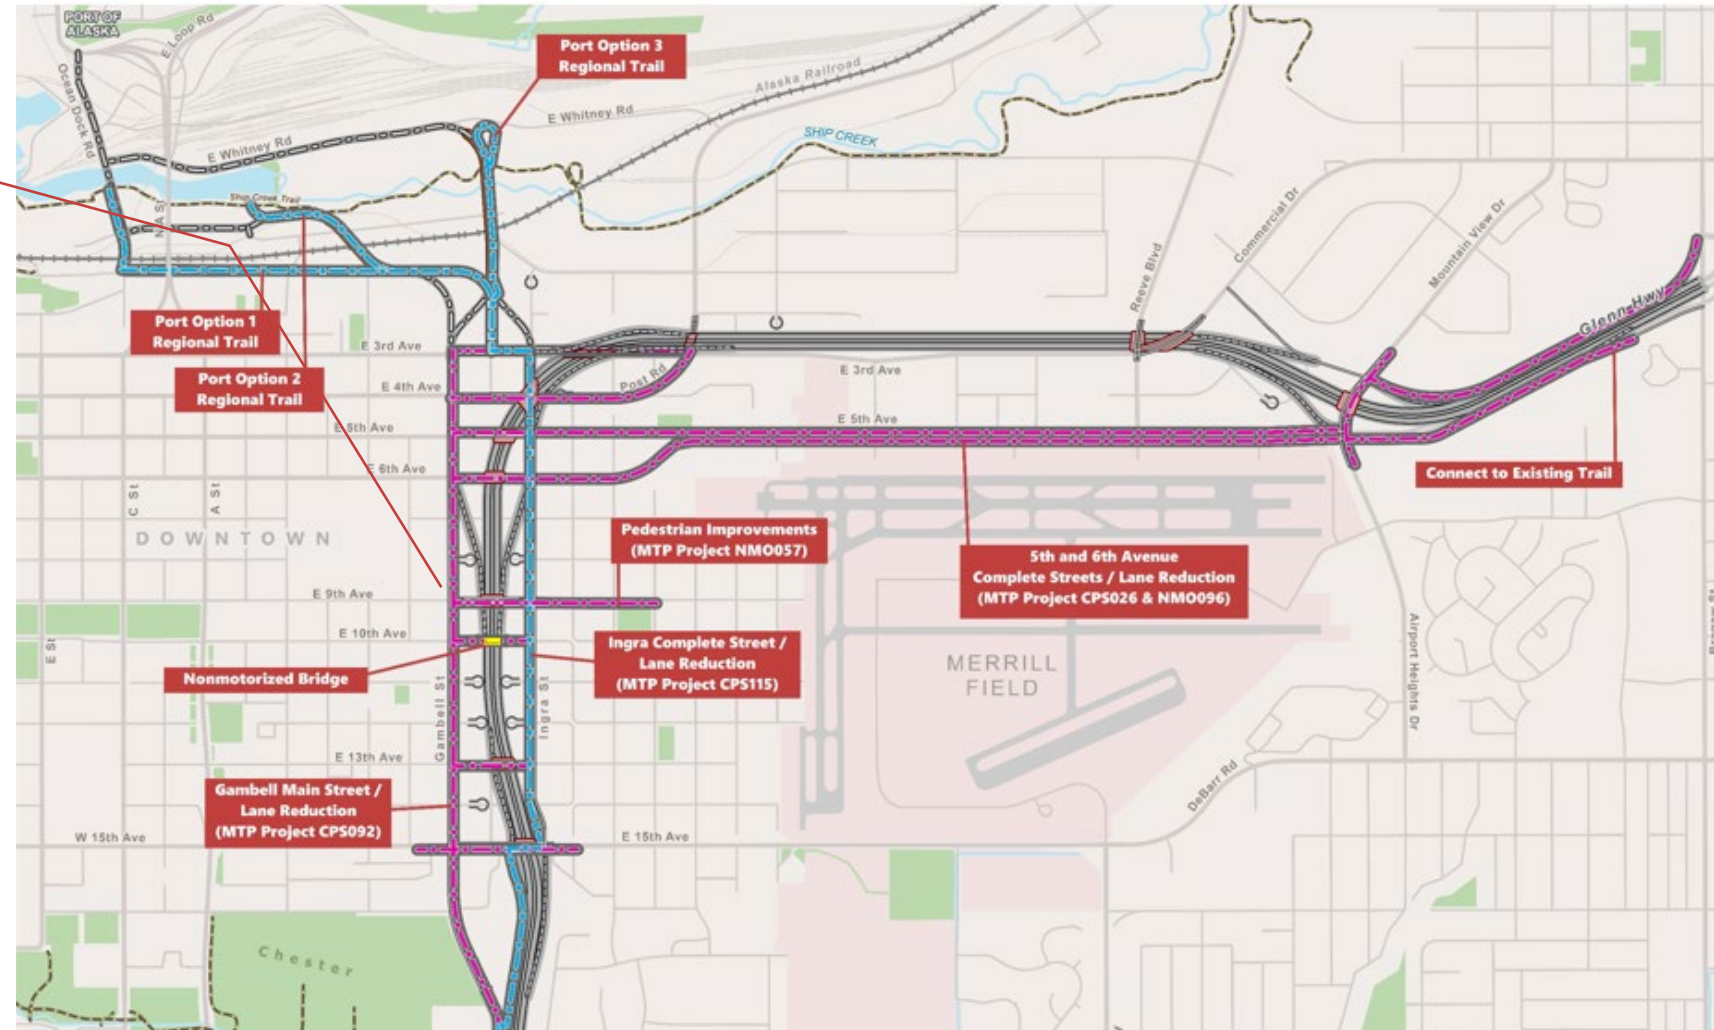 PORT OF
ALASKA
E Loop Rd
Ocean Dock Rd
Port Option 3
Regional Trail
Alaska Railroad
E Whitney Rd
E Whitney Rd
SHIP CREEK
Ship Creek Trail
N A St
Commercial Dr
Mountain View Dr
Reeve Blvd
Glenn Hwy
Port Option 1
Regional Trail
E 3rd Ave
Port Option 2
Regional Trail
E 4th Ave
Post Rd
E 3rd Ave
E 5th Ave
E 5th Ave
E 6th Ave
Connect to Existing Trail
C St
A St
DOWNTOWN
Pedestrian Improvements
(MTP Project NMO057)
5th and 6th Avenue
Complete Streets / Lane Reduction
(MTP Project CPS026 & NMO096)
E 9th Ave
E 10th Ave
E St
Nonmotorized Bridge
Ingra Complete Street /
Lane Reduction
(MTP Project CPS115)
MERRILL
FIELD
Airport Heights Dr
Gambell St
Ingra St
E 13th Ave
Gambell Main Street /
Lane Reduction
(MTP Project CPS092)
DeBarr Rd
W 15th Ave
E 15th Ave
Chester